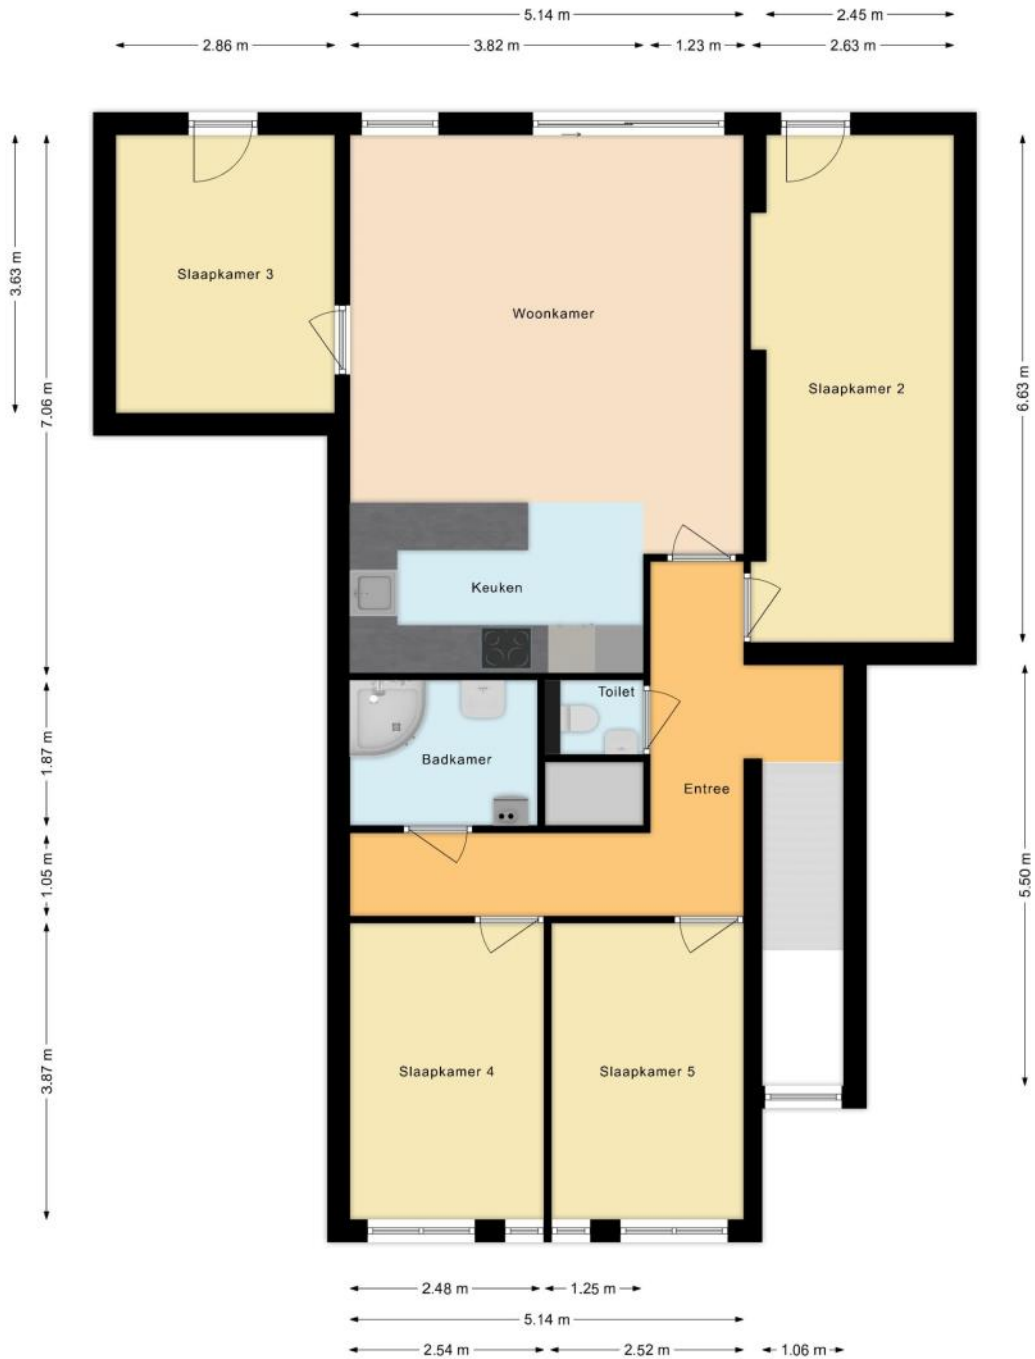 5.14 m
2.45 m
2.86 m
3.82 m
1.23 m
2.63 m
3.63 m
7.06 m
6.63 m
Slaapkamer 3
Woonkamer
Slaapkamer 2
Keuken
Toilet
Badkamer
Entree
1.87 m
1.05 m
5.50 m
3.87 m
Slaapkamer 4
Slaapkamer 5
2.48 m
1.25 m
5.14 m
2.54 m
2.52 m
1.06 m